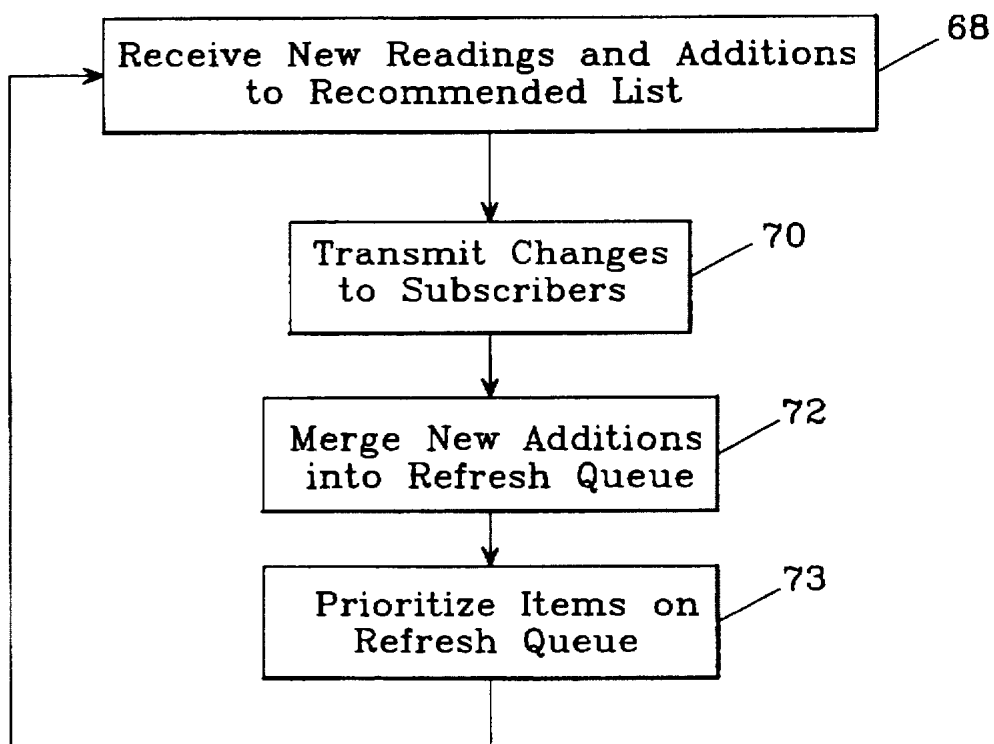 Receive New Readings and Additions
to Recommended List
68
Transmit Changes
to Subscribers
70
Merge New Additions
into Refresh Queue
72
Prioritize Items on
Refresh Queue
73